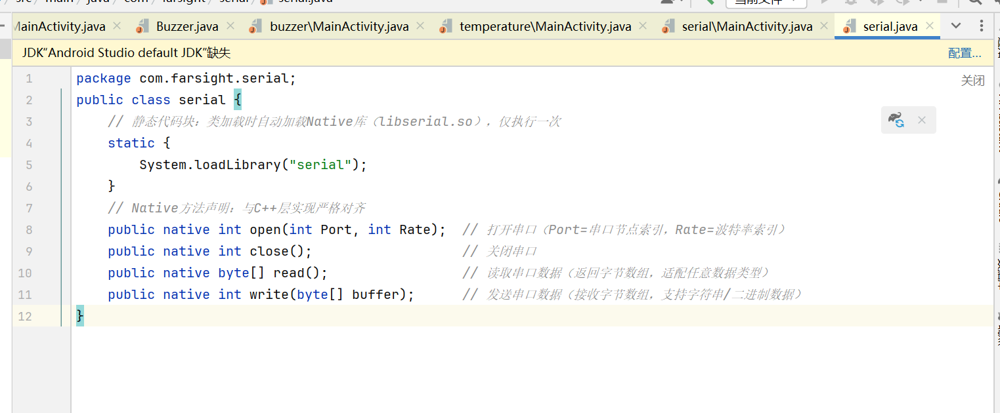 MainActivity.java
Buzzer.java
buzzer\MainActivity.java
temperature\MainActivity.java
serial\MainActivity.java
serial.java
JDK“Android Studio default JDK”缺失
配置...
关闭
1 package com.farsight.serial;
2 public class serial {
3 // 静态代码块：类加载时自动加载Native库（libserial.so），仅执行一次
4 static {
5 System.loadLibrary("serial");
6 }
7 // Native方法声明：与C++层实现严格对齐
8 public native int open(int Port, int Rate); // 打开串口（Port=串口节点索引，Rate=波特率索引）
9 public native int close(); // 关闭串口
10 public native byte[] read(); // 读取串口数据（返回字节数组，适配任意数据类型）
11 public native int write(byte[] buffer); // 发送串口数据（接收字节数组，支持字符串/二进制数据）
12 }